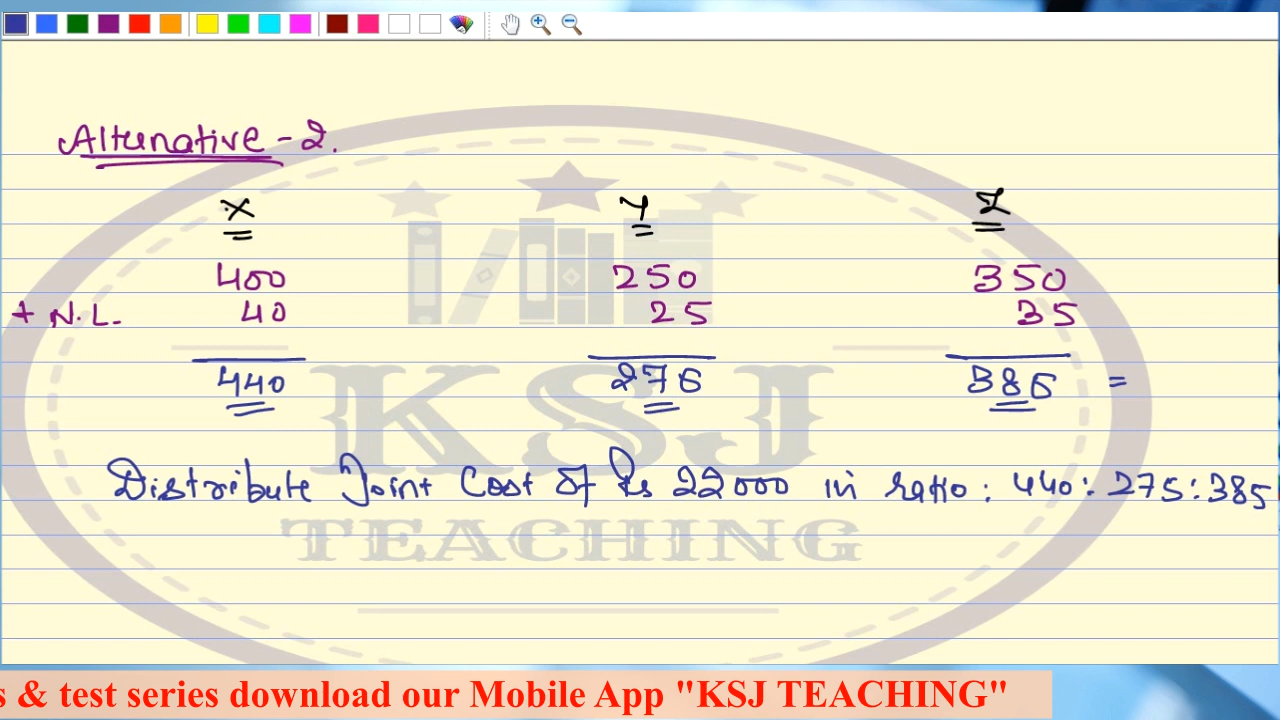 Alternative - 2.
X Y Z
400 250 350
+ N.L. 40 25 35
440 275 385 =
Distribute Joint Cost of Rs 22000 in ratio : 440 : 275 : 385
KSJ
TEACHING
s & test series download our Mobile App "KSJ TEACHING"